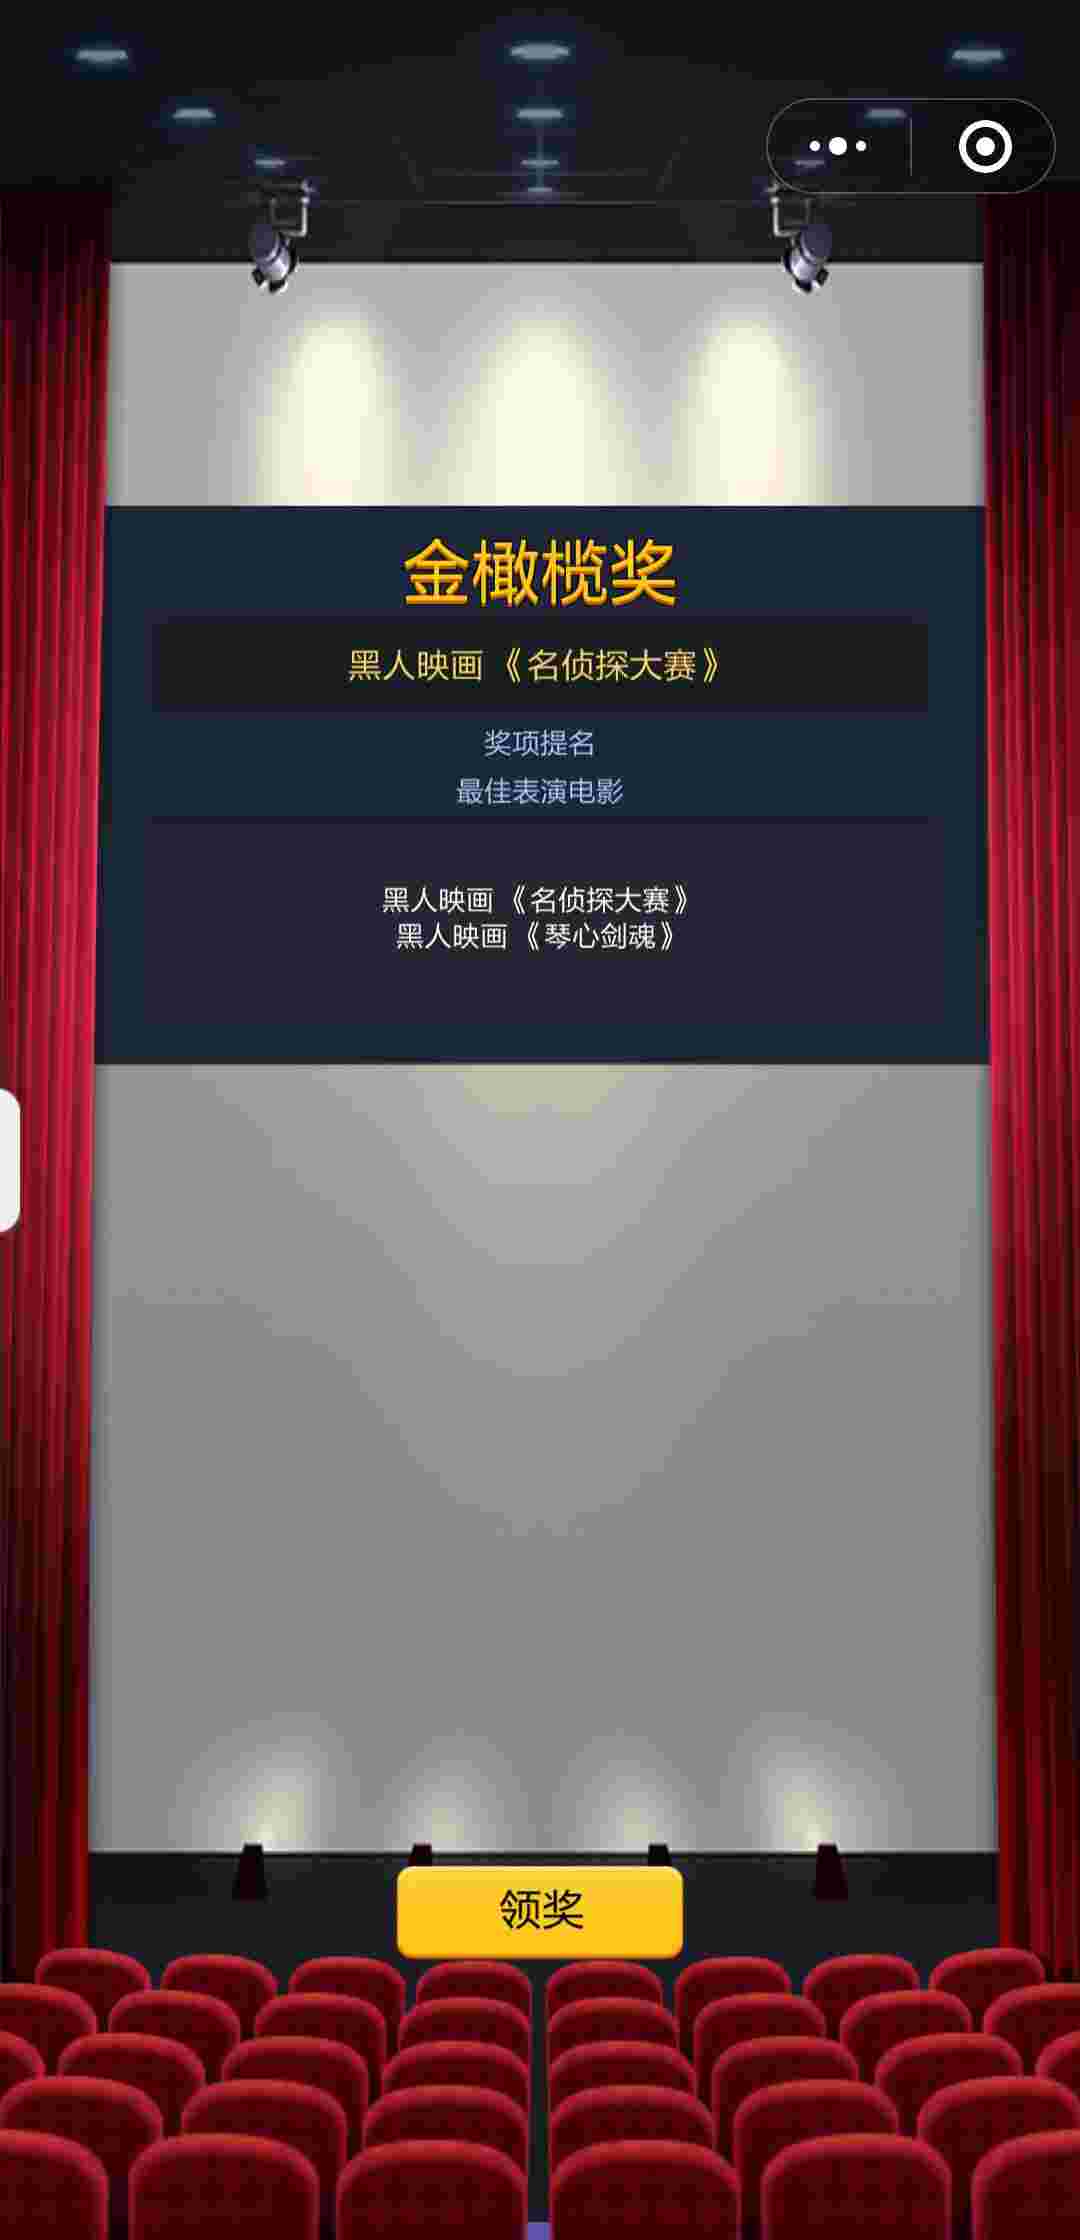 金橄榄奖
黑人映画《名侦探大赛》
奖项提名
最佳表演电影
黑人映画《名侦探大赛》
黑人映画《琴心剑魂》
领奖